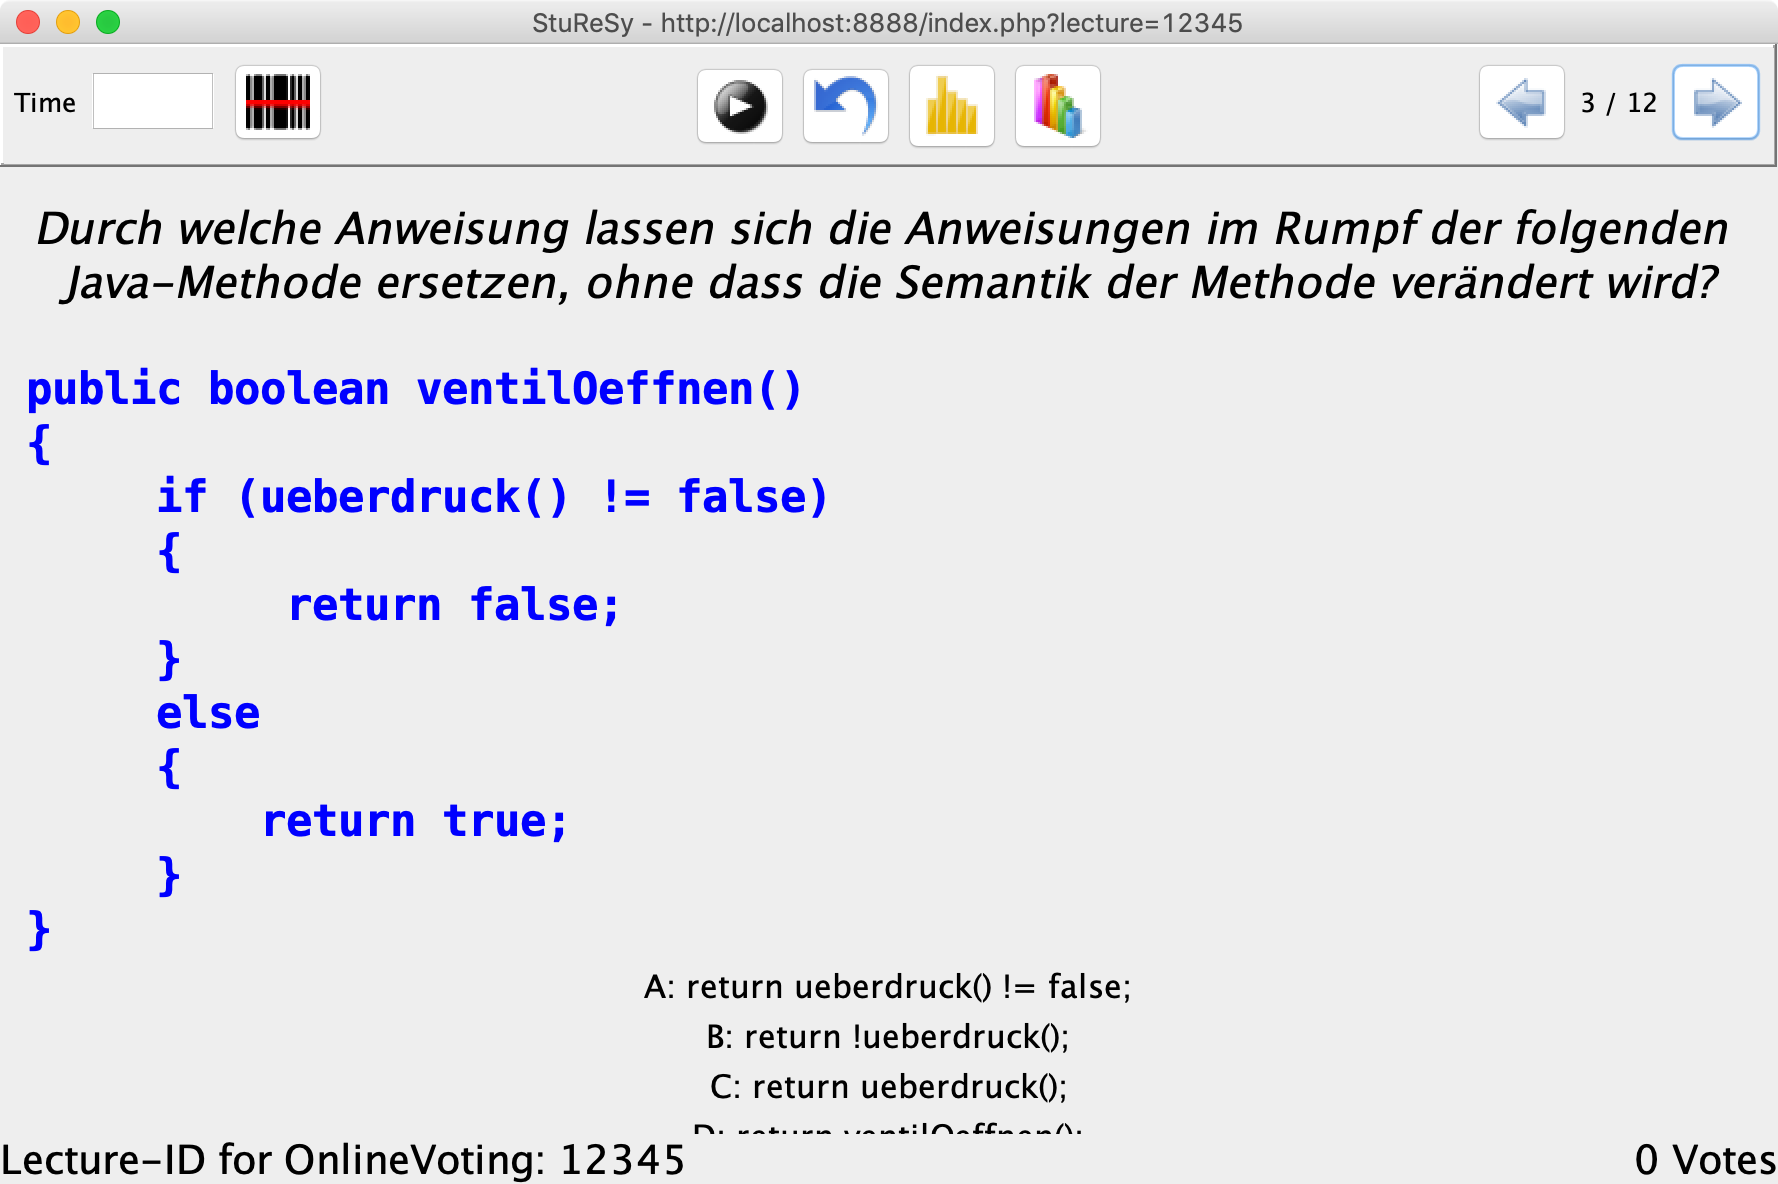 StuReSy - http://localhost:8888/index.php?lecture=12345
Time
3 / 12
Durch welche Anweisung lassen sich die Anweisungen im Rumpf der folgenden
Java-Methode ersetzen, ohne dass die Semantik der Methode verändert wird?
public boolean ventilOeffnen()
{
if (ueberdruck() != false)
{
return false;
}
else
{
return true;
}
}
A: return ueberdruck() != false;
B: return !ueberdruck();
C: return ueberdruck();
D: return ventilOeffnen();
Lecture-ID for OnlineVoting: 12345
0 Votes